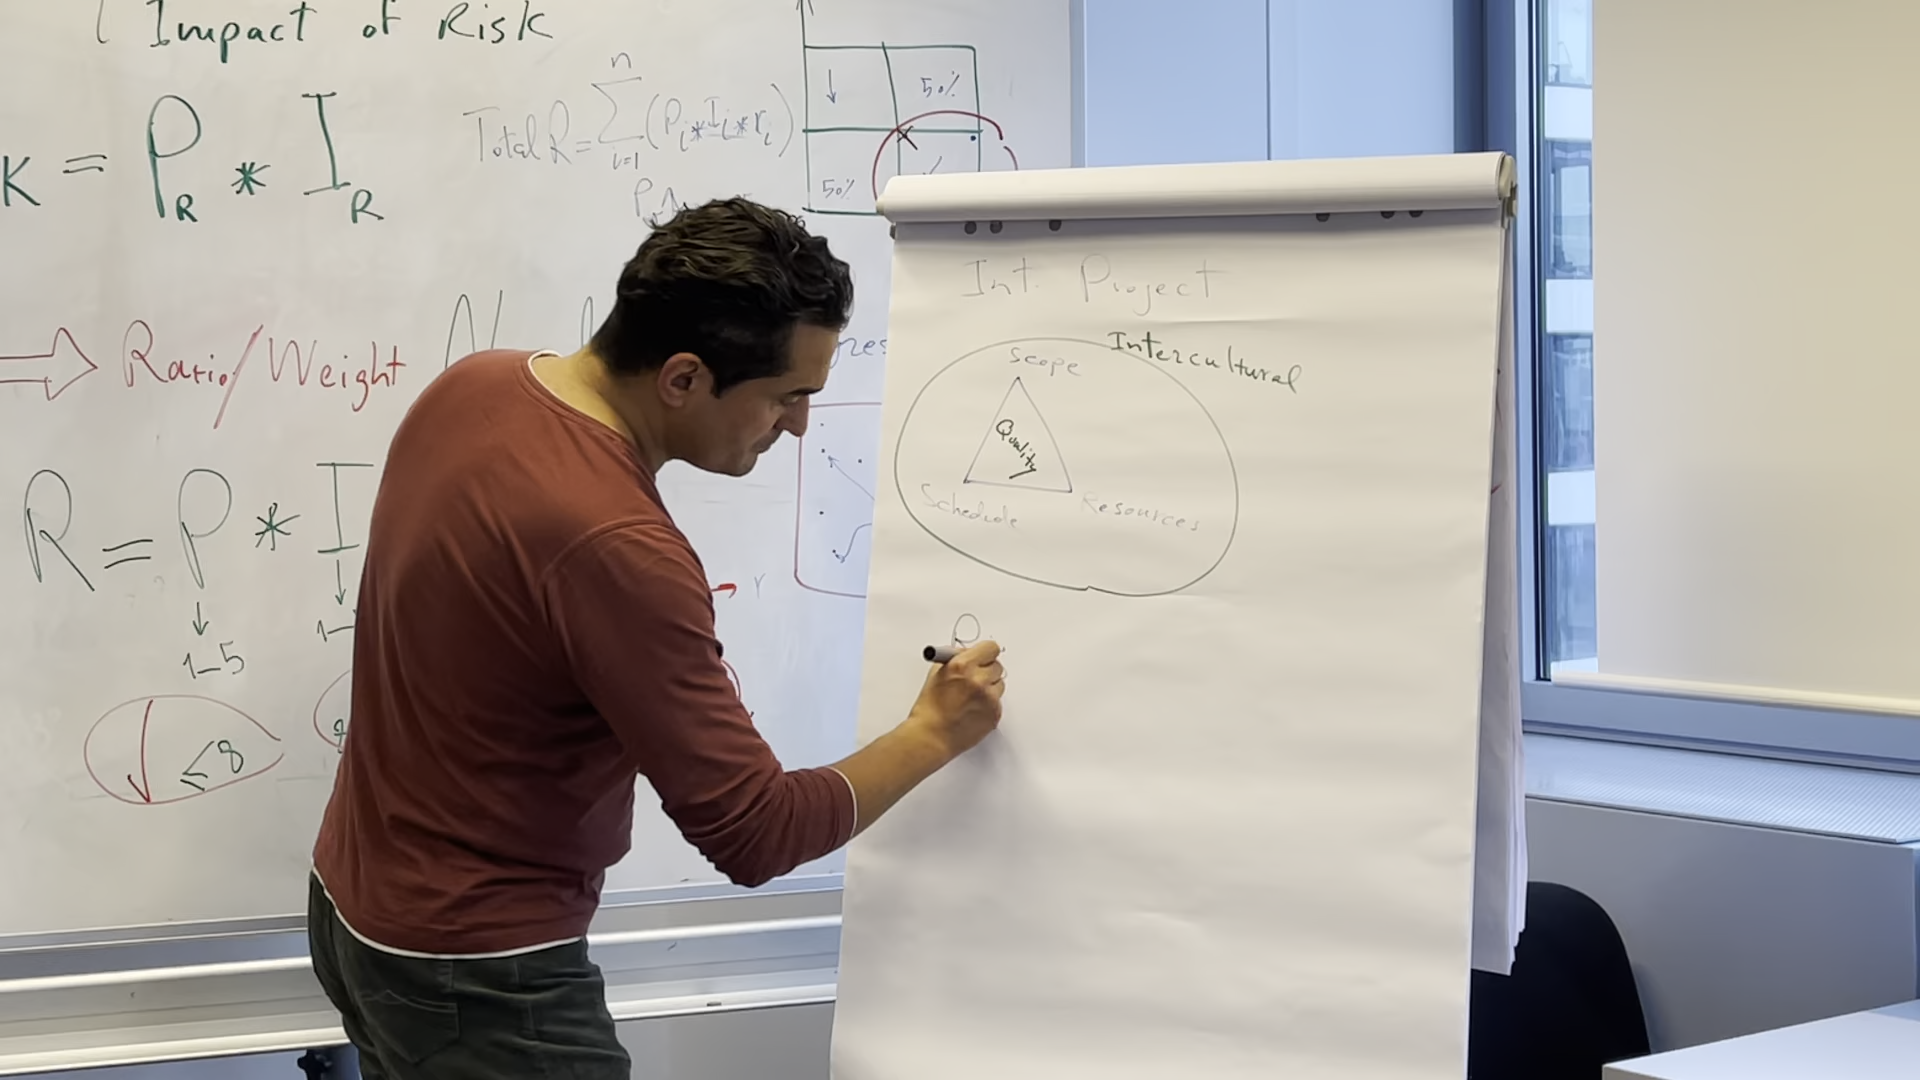 Impact of Risk
K = P_R * I_R
Total R = \sum_{i=1}^{n} (P_i * I_i * r_i)
50%
50%
Ratio/Weight
R = P * I
1-5
≤8
r
Int. Project
Intercultural
Scope
Quality
Schedule
Resources
R